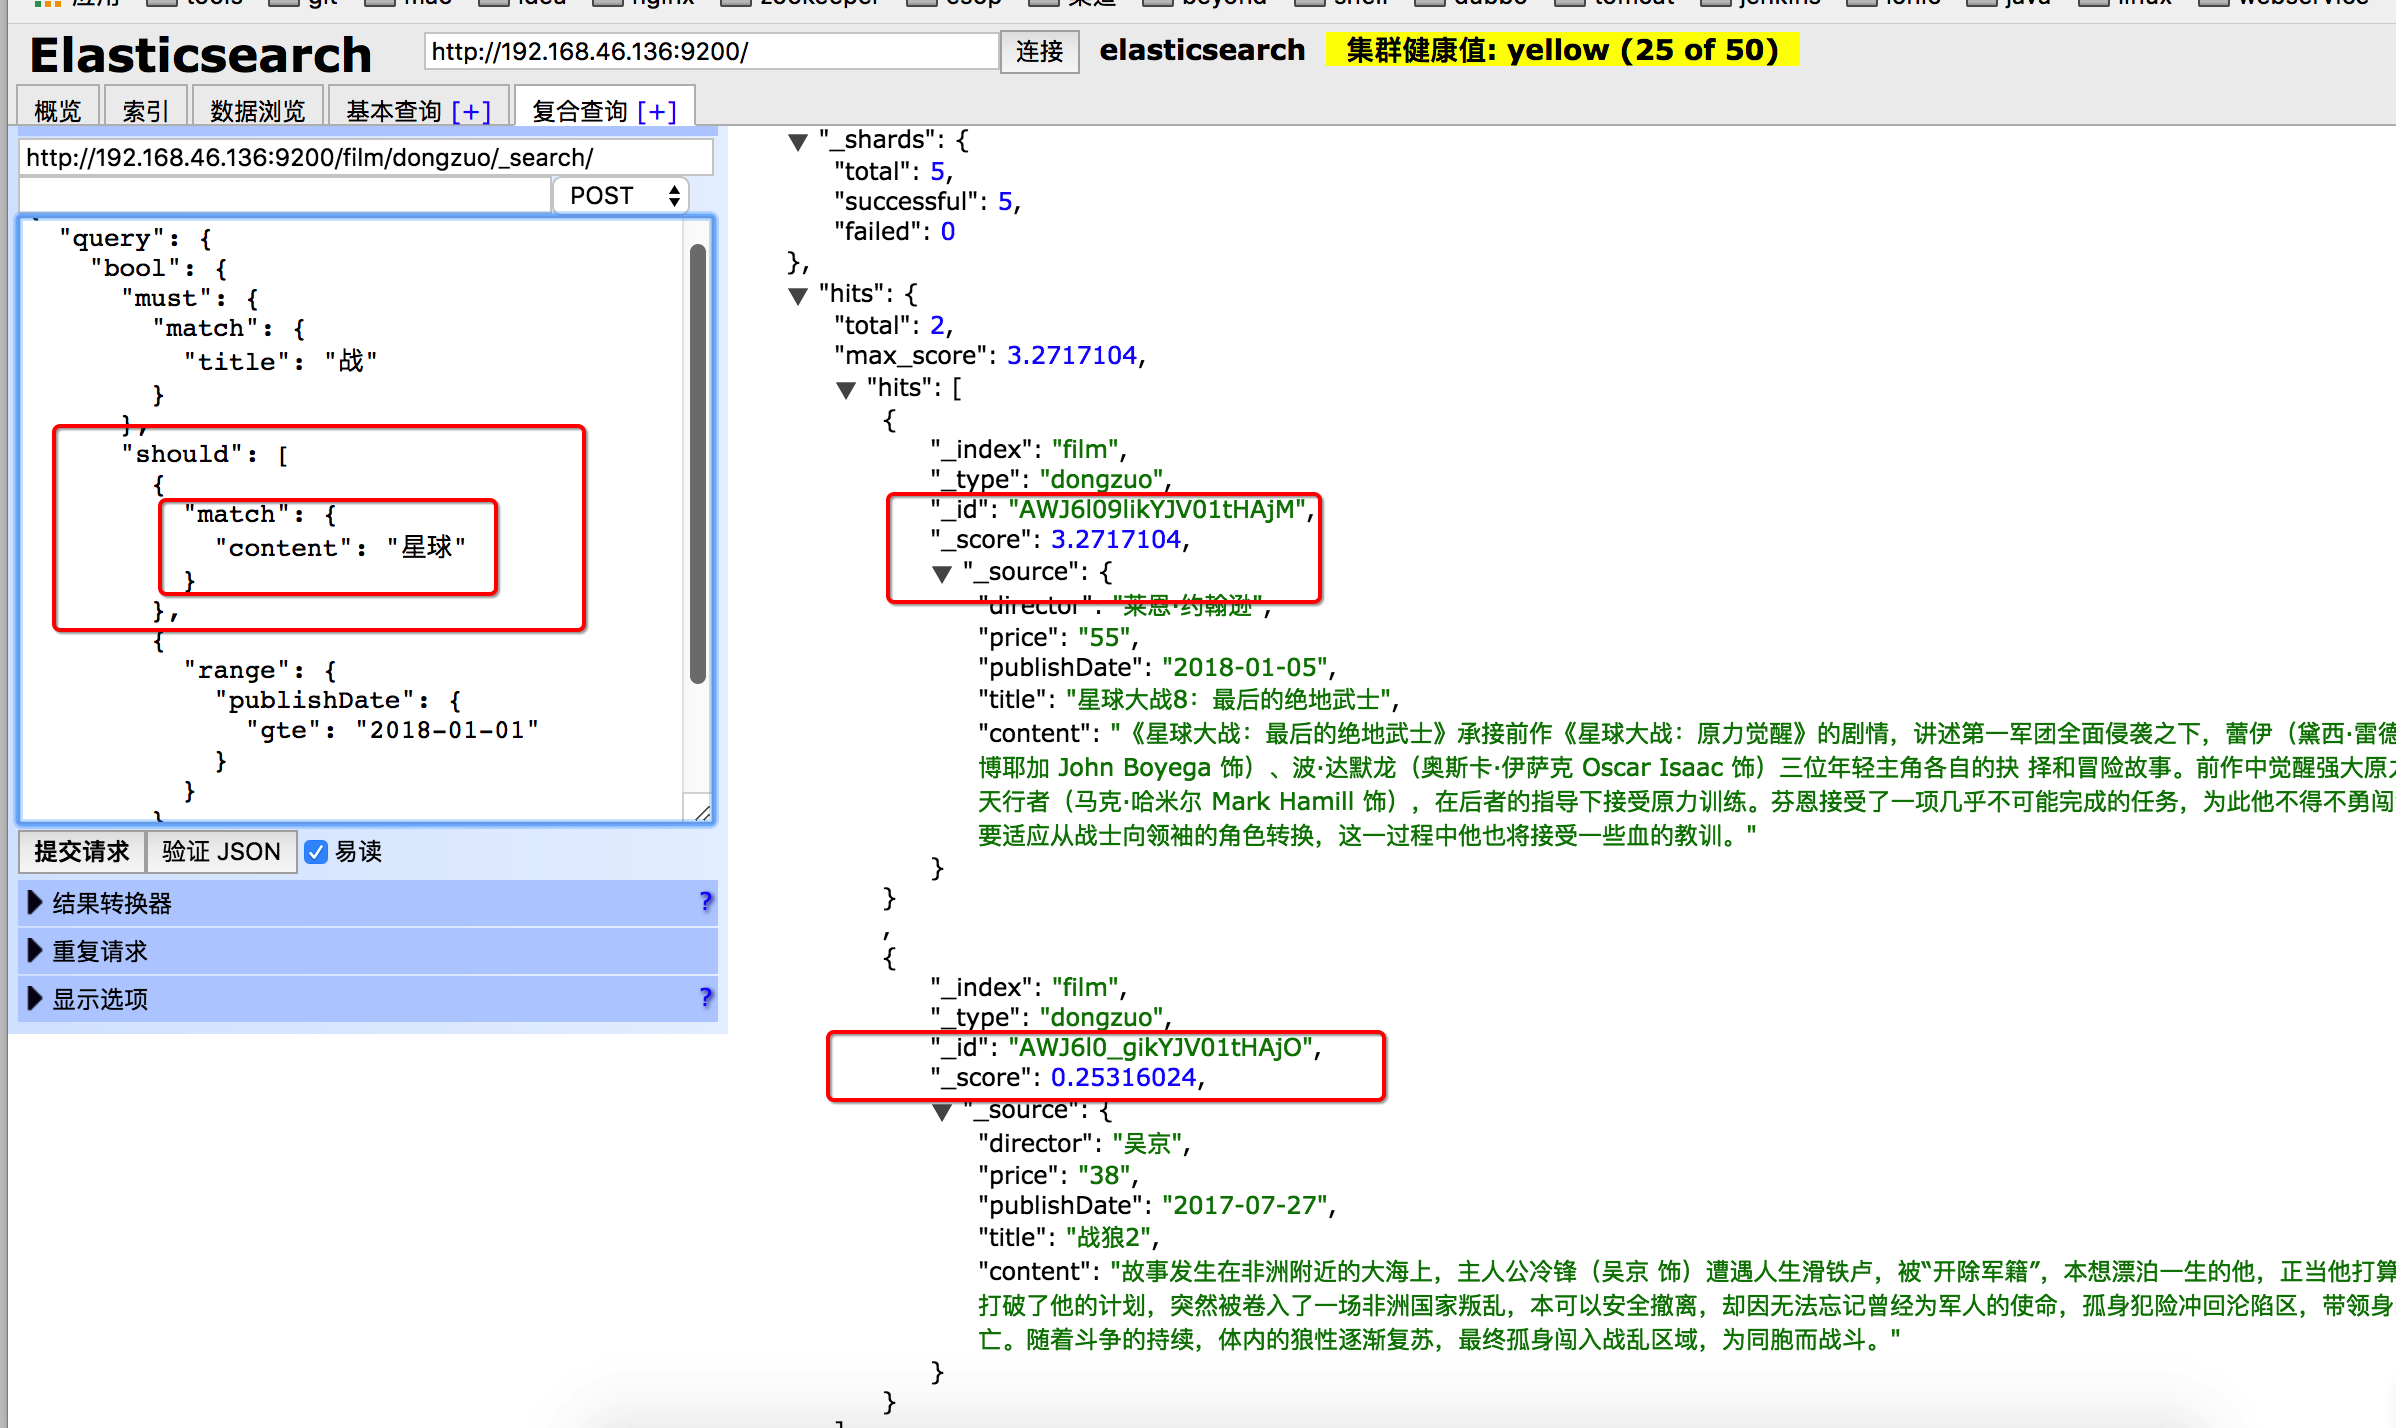 应用 tools git mac idea nginx zookeeper esop 渠道 beyond shell dubbo tomcat jenkins ionic java linux webservice
Elasticsearch http://192.168.46.136:9200/ 连接 elasticsearch 集群健康值: yellow (25 of 50)
概览 索引 数据浏览 基本查询 [+] 复合查询 [+]
http://192.168.46.136:9200/film/dongzuo/_search/
POST
"query": {
"bool": {
"must": {
"match": {
"title": "战"
}
},
"should": [
{
"match": {
"content": "星球"
}
},
{
"range": {
"publishDate": {
"gte": "2018-01-01"
}
}
}
提交请求 验证 JSON 易读
结果转换器 ?
重复请求
显示选项 ?
"_shards": {
"total": 5,
"successful": 5,
"failed": 0
},
"hits": {
"total": 2,
"max_score": 3.2717104,
"hits": [
{
"_index": "film",
"_type": "dongzuo",
"_id": "AWJ6l09likYJV01tHAjM",
"_score": 3.2717104,
"_source": {
"director": "莱恩·约翰逊",
"price": "55",
"publishDate": "2018-01-05",
"title": "星球大战8：最后的绝地武士",
"content": "《星球大战：最后的绝地武士》承接前作《星球大战：原力觉醒》的剧情，讲述第一军团全面侵袭之下，蕾伊（黛西·雷德
博耶加 John Boyega 饰）、波·达默龙（奥斯卡·伊萨克 Oscar Isaac 饰）三位年轻主角各自的抉 择和冒险故事。前作中觉醒强大原力
天行者（马克·哈米尔 Mark Hamill 饰），在后者的指导下接受原力训练。芬恩接受了一项几乎不可能完成的任务，为此他不得不勇闯
要适应从战士向领袖的角色转换，这一过程中他也将接受一些血的教训。"
}
}
,
{
"_index": "film",
"_type": "dongzuo",
"_id": "AWJ6l0_gikYJV01tHAjO",
"_score": 0.25316024,
"_source": {
"director": "吴京",
"price": "38",
"publishDate": "2017-07-27",
"title": "战狼2",
"content": "故事发生在非洲附近的大海上，主人公冷锋（吴京 饰）遭遇人生滑铁卢，被“开除军籍”，本想漂泊一生的他，正当他打算
打破了他的计划，突然被卷入了一场非洲国家叛乱，本可以安全撤离，却因无法忘记曾经为军人的使命，孤身犯险冲回沦陷区，带领身
亡。随着斗争的持续，体内的狼性逐渐复苏，最终孤身闯入战乱区域，为同胞而战斗。"
}
}